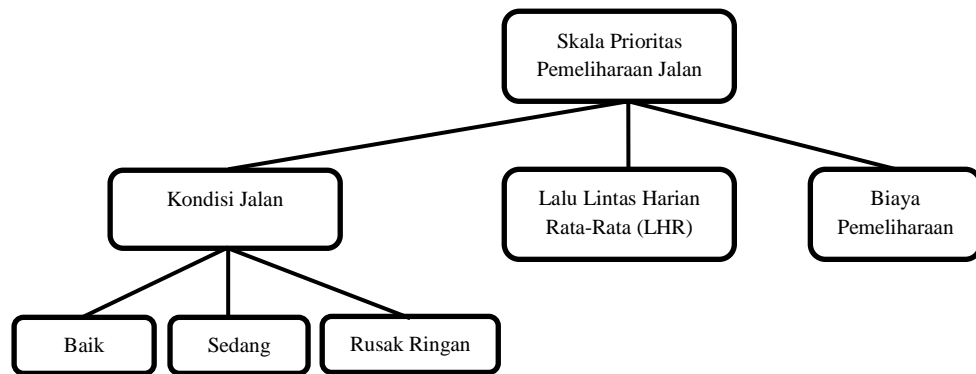 Skala Prioritas
Pemeliharaan Jalan
Kondisi Jalan
Lalu Lintas Harian
Rata-Rata (LHR)
Biaya
Pemeliharaan
Baik
Sedang
Rusak Ringan